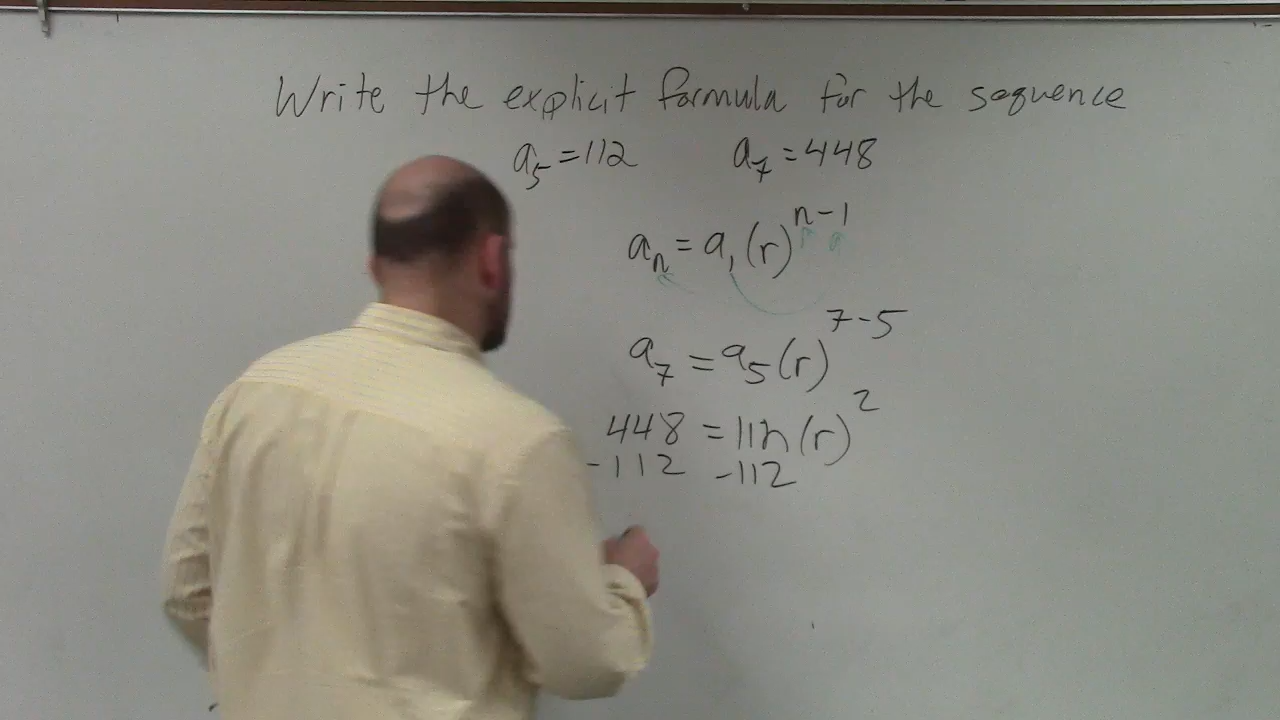 Write the explicit formula for the sequence
a₅ = 112 a₇ = 448
aₙ = a₁(r)ⁿ⁻¹
a₇ = a₅(r)⁷⁻⁵
448 = 112(r)²
-112 -112